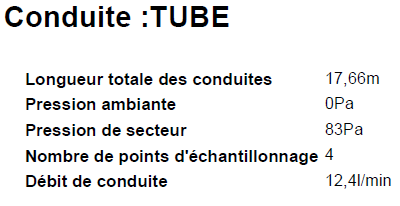 Conduite :TUBE
Longueur totale des conduites 17,66m
Pression ambiante 0Pa
Pression de secteur 83Pa
Nombre de points d'échantillonnage 4
Débit de conduite 12,4l/min